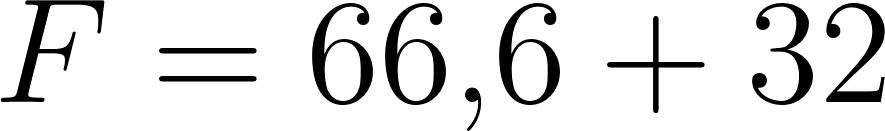 F = 66,6 + 32